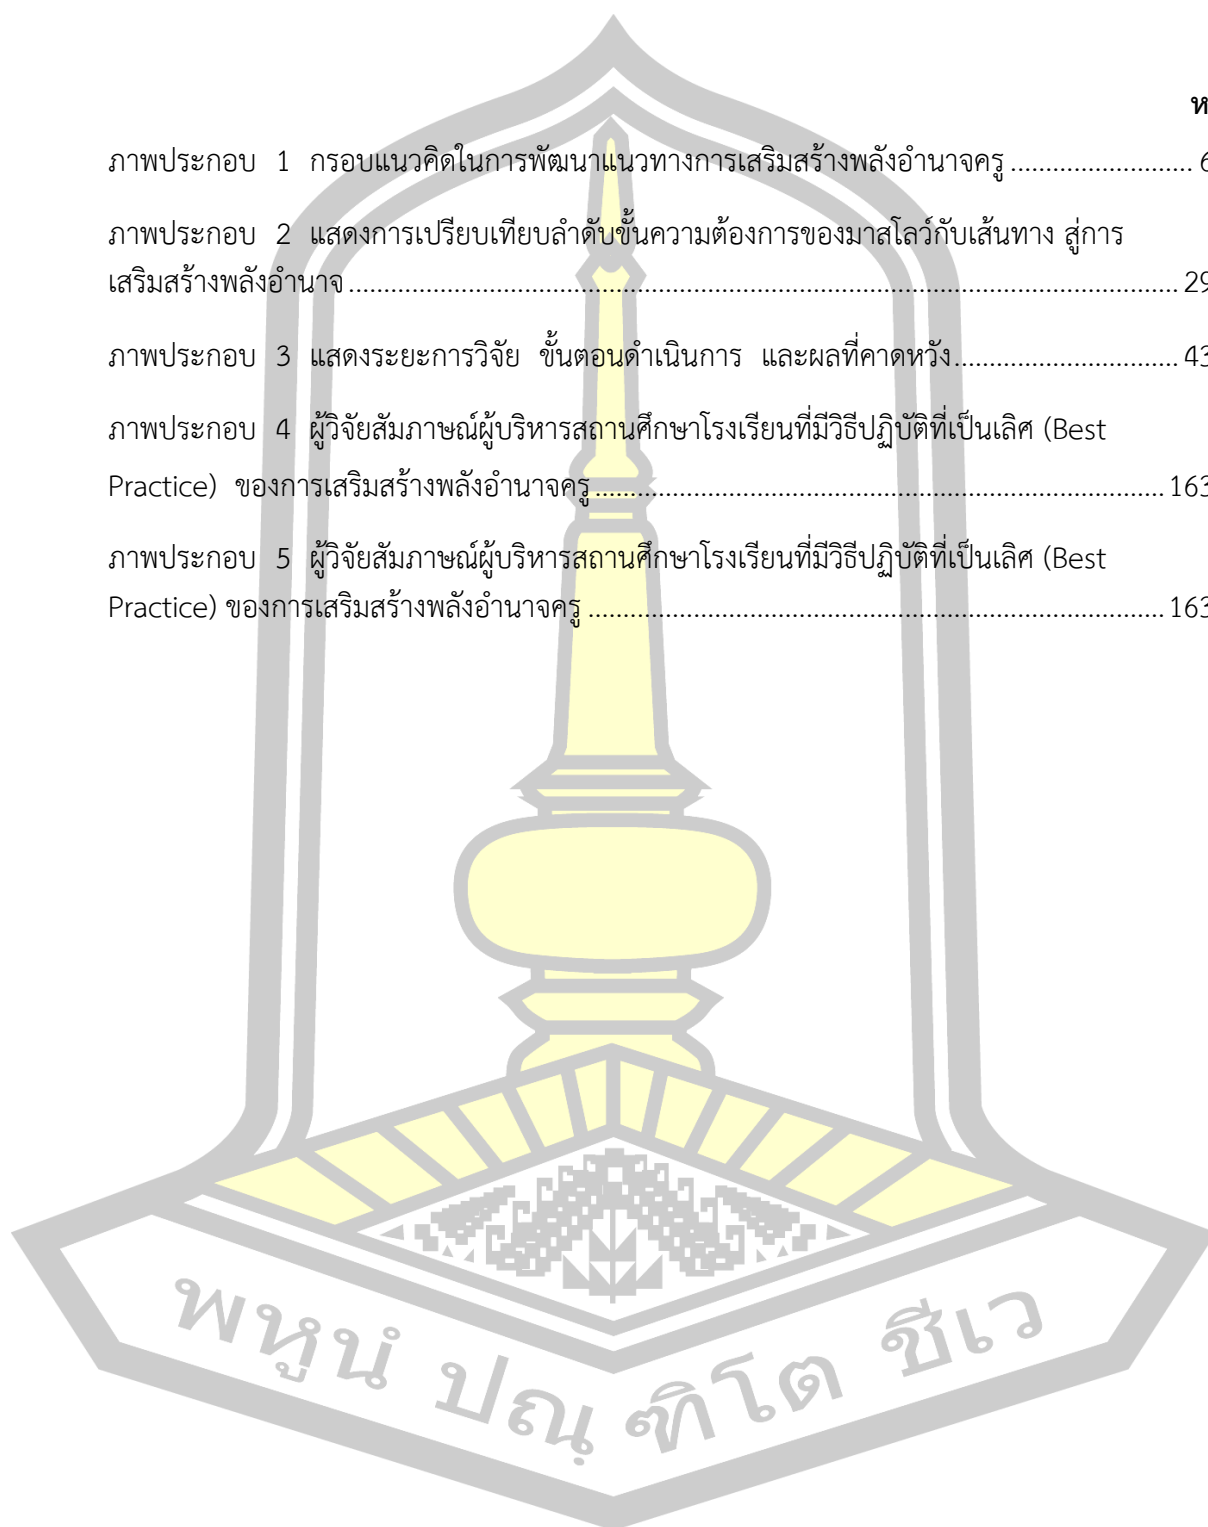 ห
ภาพประกอบ 1 กรอบแนวคิดในการพัฒนาแนวทางการเสริมสร้างพลังอำนาจครู .......................... 6
ภาพประกอบ 2 แสดงการเปรียบเทียบลำดับขั้นความต้องการของมาสโลว์กับเส้นทาง สู่การ
เสริมสร้างพลังอำนาจ ..................................................................................................................... 29
ภาพประกอบ 3 แสดงระยะการวิจัย ขั้นตอนดำเนินการ และผลที่คาดหวัง................................ 43
ภาพประกอบ 4 ผู้วิจัยสัมภาษณ์ผู้บริหารสถานศึกษาโรงเรียนที่มีวิธีปฏิบัติที่เป็นเลิศ (Best
Practice) ของการเสริมสร้างพลังอำนาจครู ................................................................................. 163
ภาพประกอบ 5 ผู้วิจัยสัมภาษณ์ผู้บริหารสถานศึกษาโรงเรียนที่มีวิธีปฏิบัติที่เป็นเลิศ (Best
Practice) ของการเสริมสร้างพลังอำนาจครู .................................................................................. 163
พหูนํ ปณฺฑิโต ชีเว